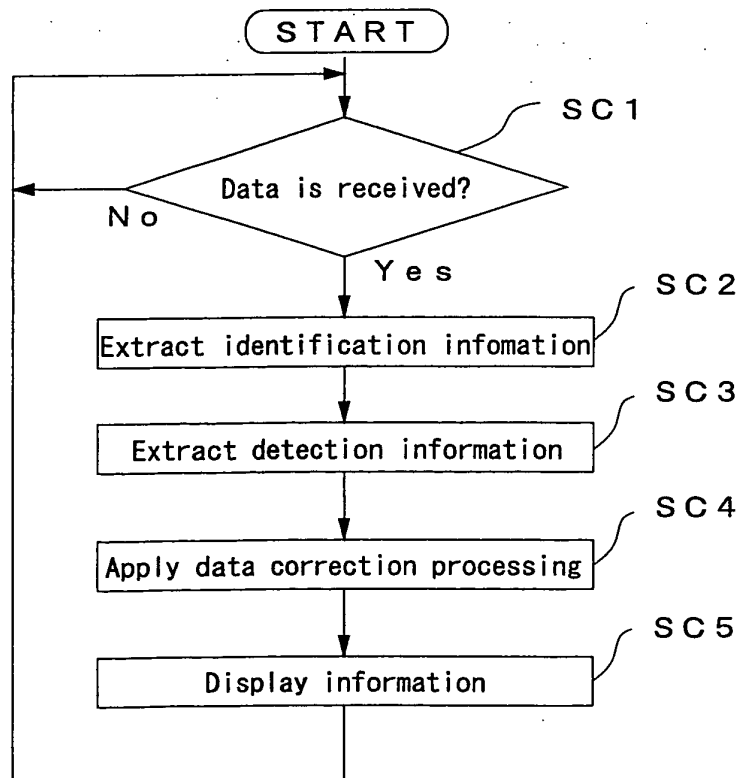 START
SC1
Data is received?
No
Yes
SC2
Extract identification infomation
SC3
Extract detection information
SC4
Apply data correction processing
SC5
Display information